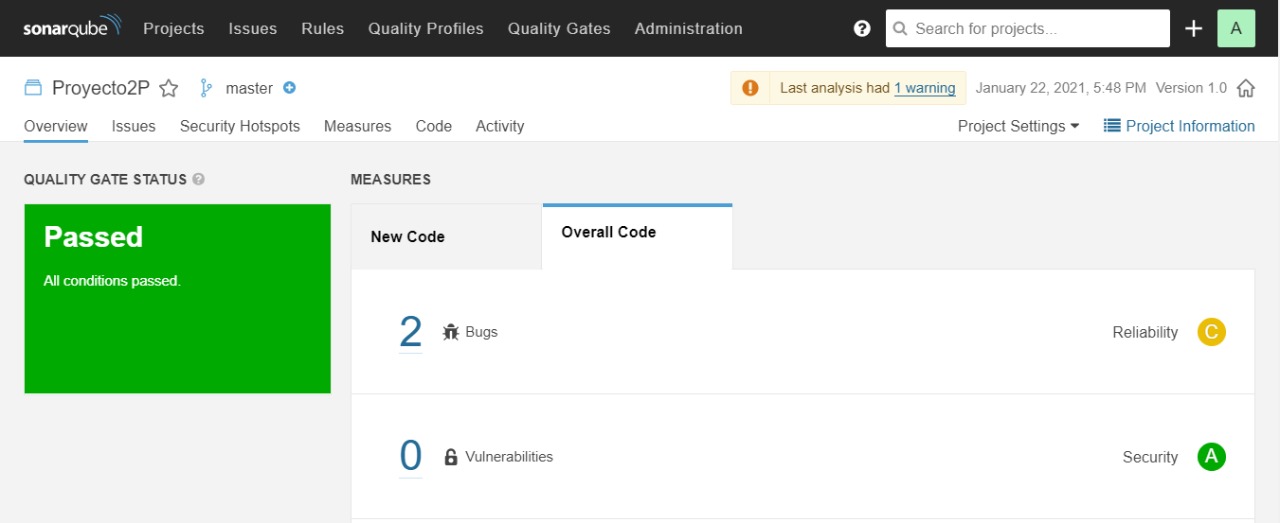 sonarqube Projects Issues Rules Quality Profiles Quality Gates Administration ? Search for projects... + A
Proyecto2P master Last analysis had 1 warning January 22, 2021, 5:48 PM Version 1.0
Overview Issues Security Hotspots Measures Code Activity Project Settings Project Information
QUALITY GATE STATUS ? MEASURES
Passed
All conditions passed.
New Code Overall Code
2 Bugs Reliability C
0 Vulnerabilities Security A